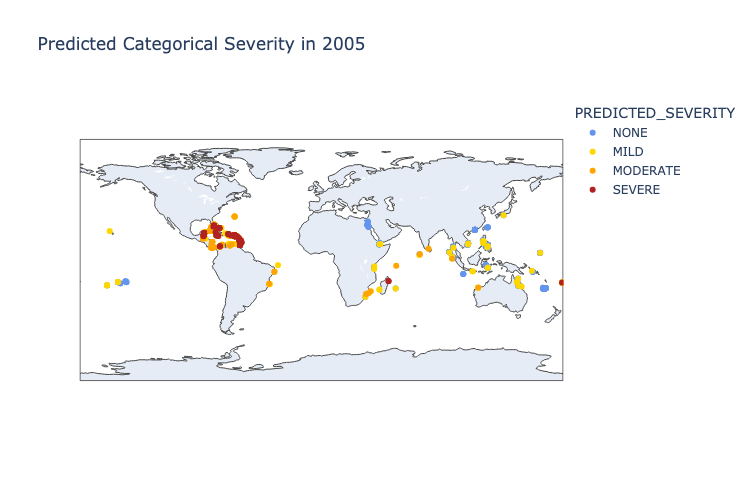 Predicted Categorical Severity in 2005
PREDICTED_SEVERITY
NONE
MILD
MODERATE
SEVERE